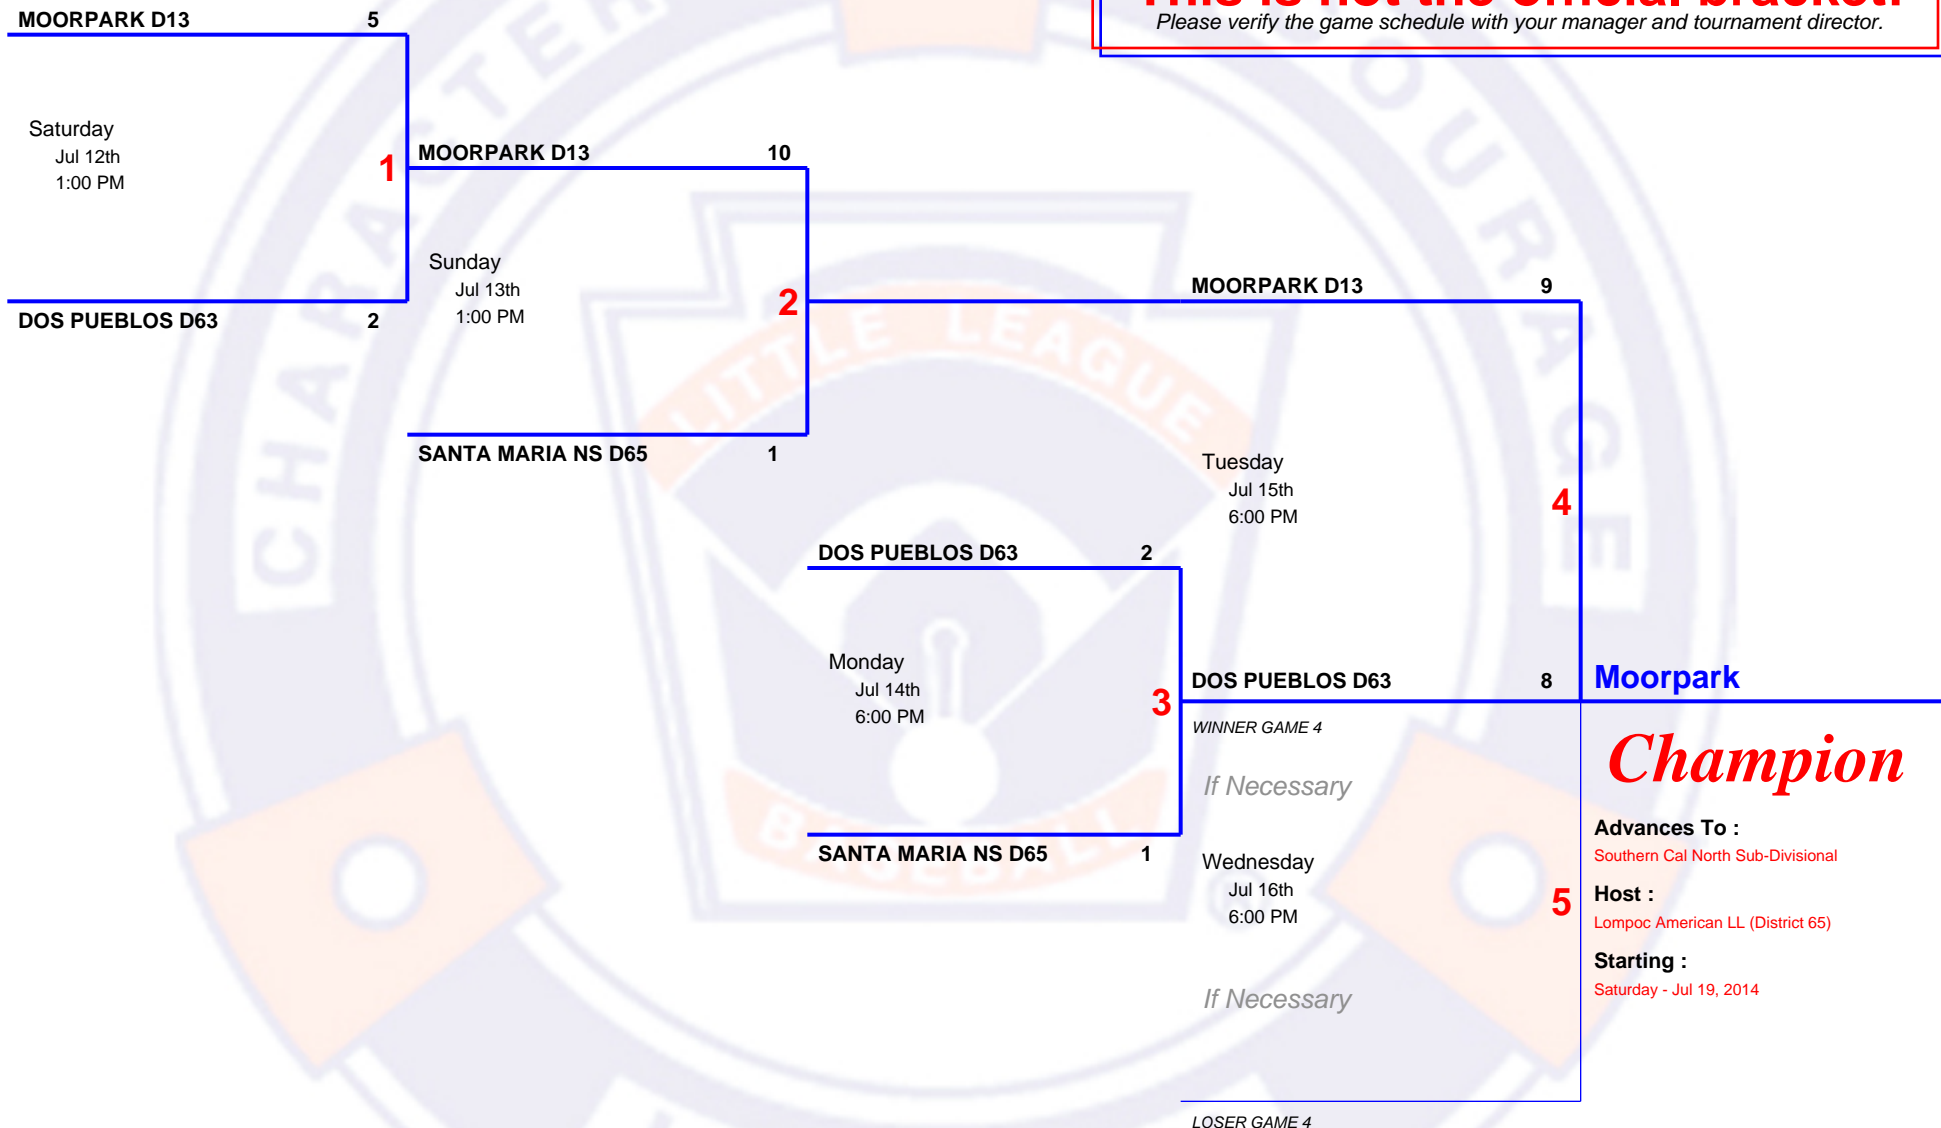 This is not the official bracket!
Please verify the game schedule with your manager and tournament director.
MOORPARK D13 5
Saturday
Jul 12th
1:00 PM
1
DOS PUEBLOS D63 2
MOORPARK D13 10
Sunday
Jul 13th
1:00 PM
2
SANTA MARIA NS D65 1
MOORPARK D13 9
Tuesday
Jul 15th
6:00 PM
4
DOS PUEBLOS D63 2
Monday
Jul 14th
6:00 PM
3
SANTA MARIA NS D65 1
DOS PUEBLOS D63 8
WINNER GAME 4
If Necessary
Wednesday
Jul 16th
6:00 PM
5
If Necessary
LOSER GAME 4
Moorpark
Champion
Advances To :
Southern Cal North Sub-Divisional
Host :
Lompoc American LL (District 65)
Starting :
Saturday - Jul 19, 2014
CHARACTER
COURAGE
LITTLE LEAGUE
BASEBALL
®